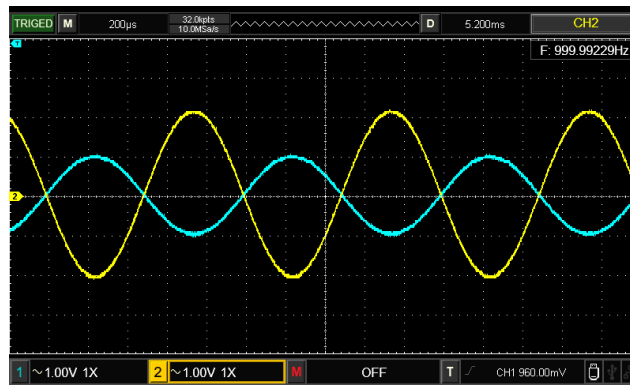 TRIGED M 200µs 32.0kpts D 5.200ms CH2
10.0MSa/s
T
F: 999.99229Hz
2
1 ~1.00V 1X 2 ~1.00V 1X M OFF T CH1 960.00mV